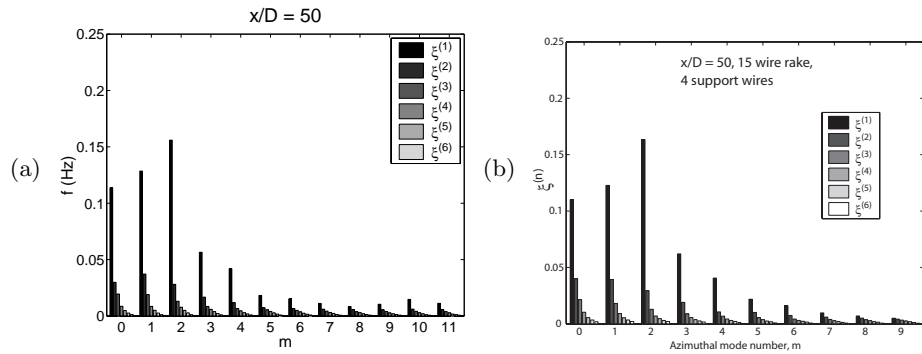 x/D = 50
(a)
f (Hz)
0.25
0.2
0.15
0.1
0.05
0
ξ(1)
ξ(2)
ξ(3)
ξ(4)
ξ(5)
ξ(6)
0 1 2 3 4 5 6 7 8 9 10 11
m
(b)
ξ(n)
0.25
0.2
0.15
0.1
0.05
0
x/D = 50, 15 wire rake,
4 support wires
ξ(1)
ξ(2)
ξ(3)
ξ(4)
ξ(5)
ξ(6)
0 1 2 3 4 5 6 7 8 9
Azimuthal mode number, m